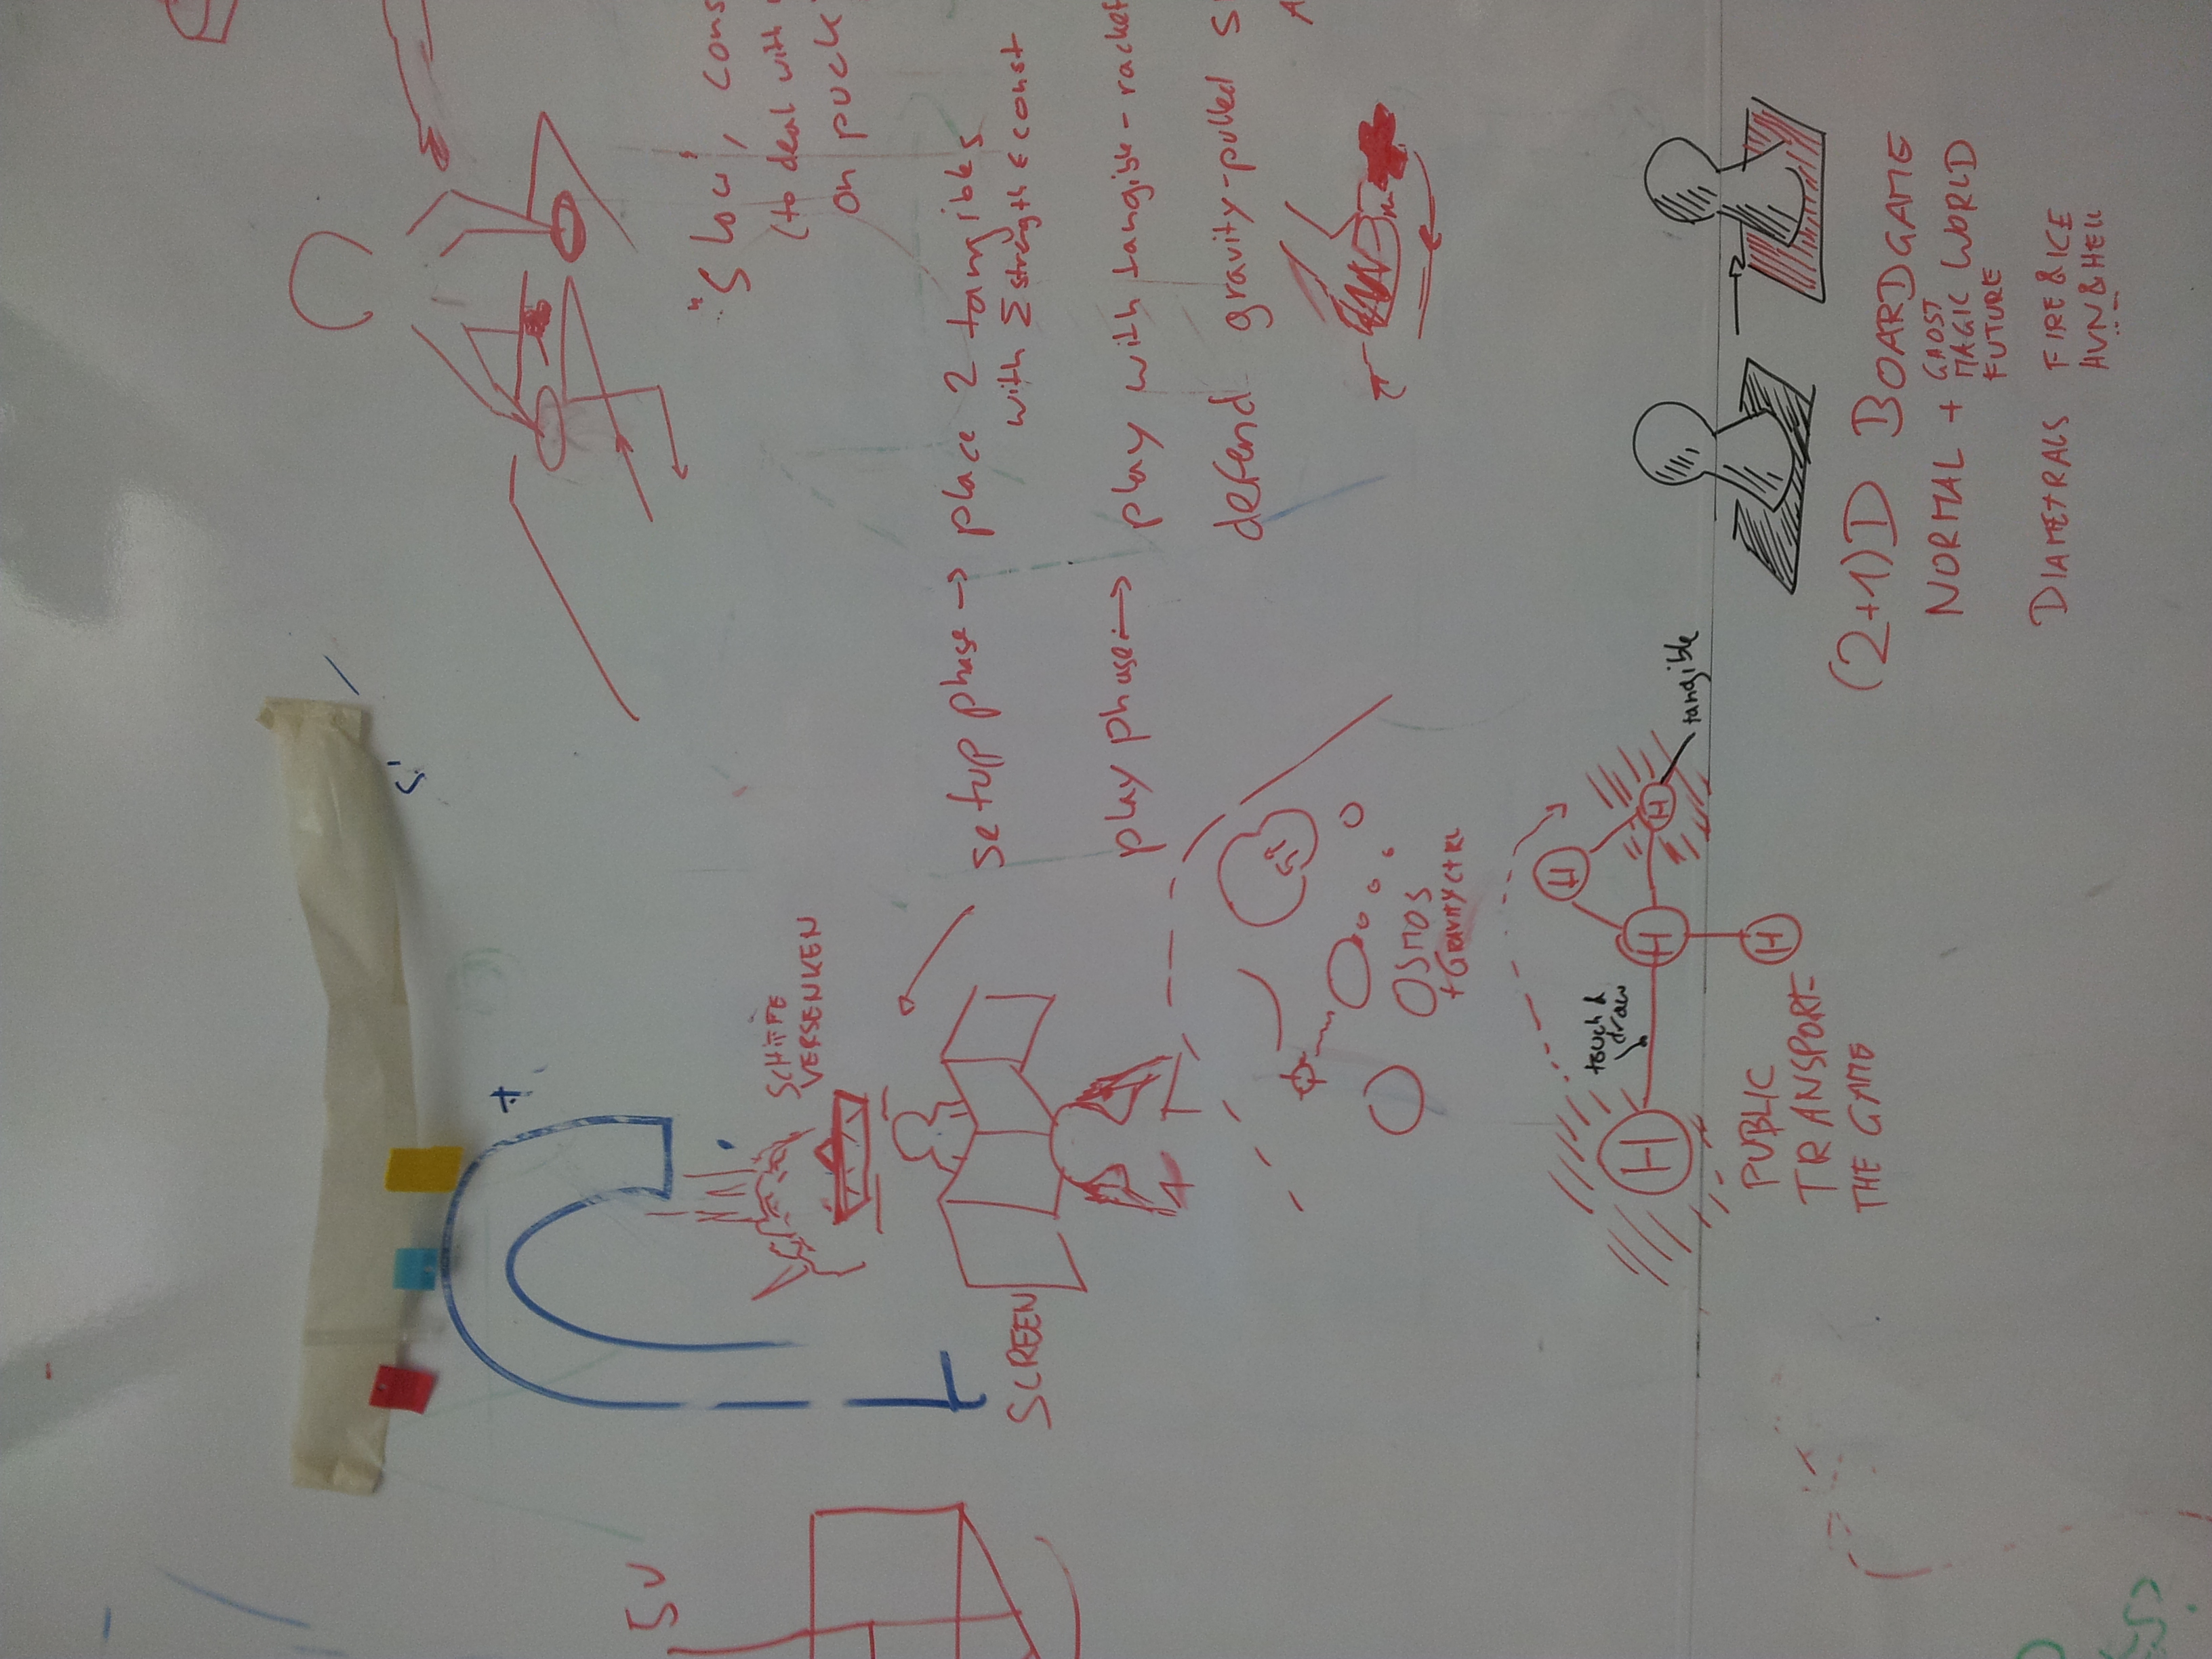 5V
SCHIFFE
VERSENKEN
"Slow",
(to deal with
on puck
SCREEN
setup phase → place 2 tangibles
with Σ strength ≤ const
play phase → play with tangible-racket
defend gravity-pulled
OSMOS
+ GRAVITY CTRL
touch &
draw
H
H
H
H
H
tangible
PUBLIC
TRANSPORT-
THE GAME
(2+1)D BOARDGAME
NORMAL + GHOST
MAGIC WORLD
FUTURE
DIAMETRALS FIRE & ICE
HVN & HELL